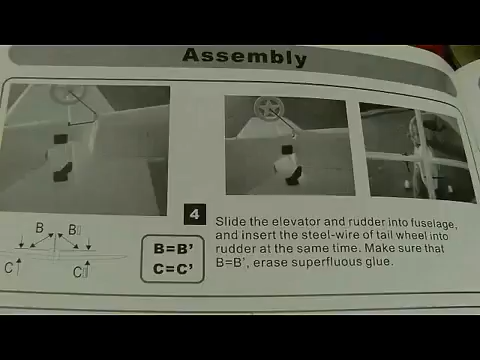 Assembly
4
Slide the elevator and rudder into fuselage,
and insert the steel-wire of tail wheel into
rudder at the same time. Make sure that
B=B', erase superfluous glue.
B B
C C
B=B'
C=C'